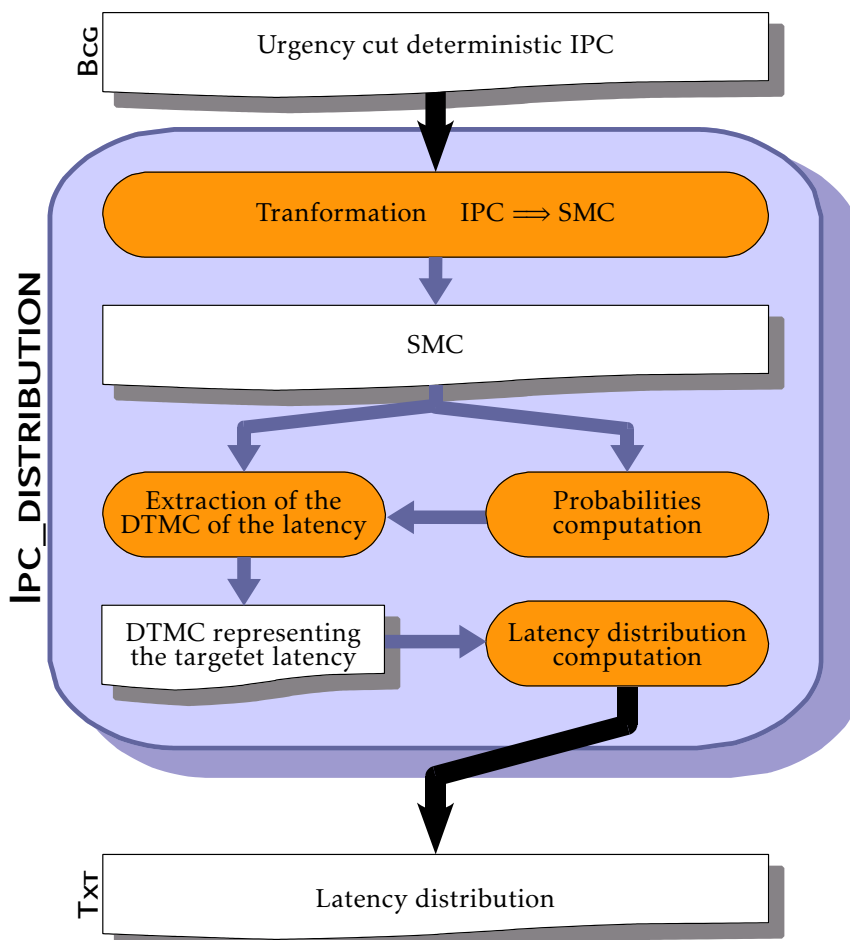 BCG
Urgency cut deterministic IPC
IPC_DISTRIBUTION
Tranformation IPC ⟹ SMC
SMC
Extraction of the
DTMC of the latency
Probabilities
computation
DTMC representing
the targetet latency
Latency distribution
computation
TXT
Latency distribution